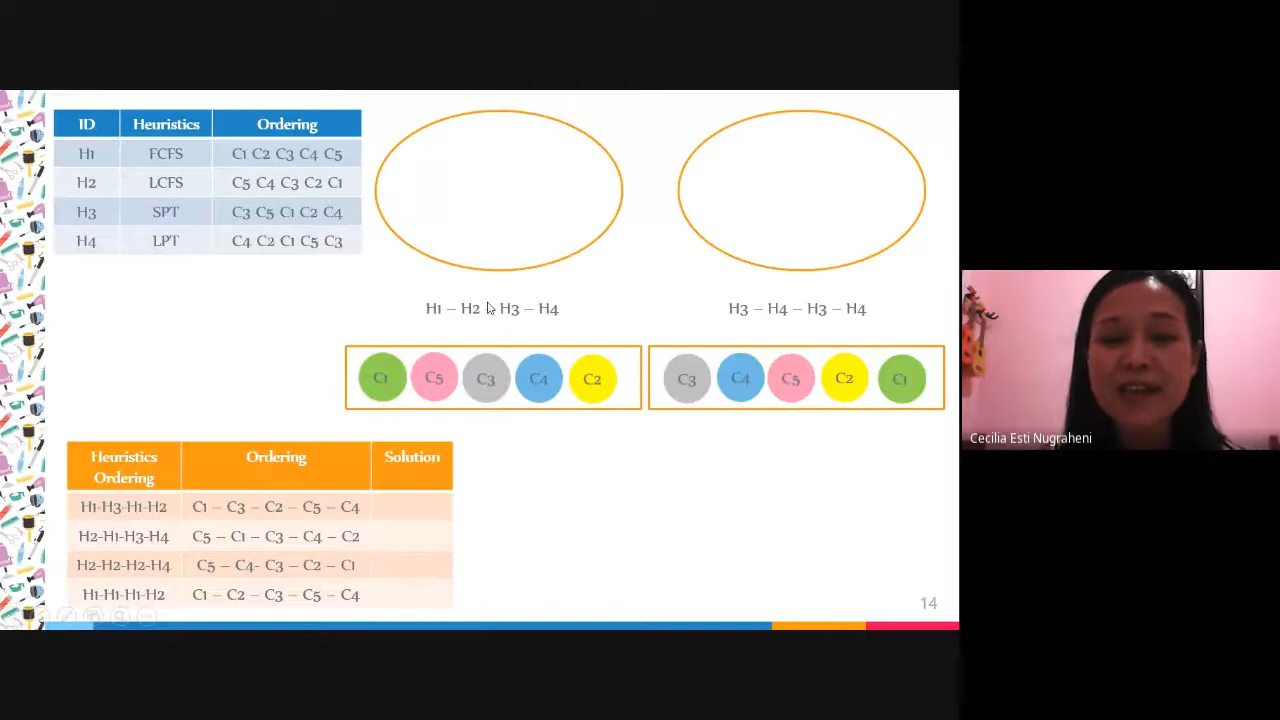 ID Heuristics Ordering
H1 FCFS C1 C2 C3 C4 C5
H2 LCFS C5 C4 C3 C2 C1
H3 SPT C3 C5 C1 C2 C4
H4 LPT C4 C2 C1 C5 C3
H1 – H2 – H3 – H4
H3 – H4 – H3 – H4
C1 C5 C3 C4 C2
C3 C4 C5 C2 C1
Heuristics Ordering Solution
Ordering
H1-H3-H1-H2 C1 – C3 – C2 – C5 – C4
H2-H1-H3-H4 C5 – C1 – C3 – C4 – C2
H2-H2-H2-H4 C5 – C4- C3 – C2 – C1
H1-H1-H1-H2 C1 – C2 – C3 – C5 – C4
14
Cecilia Esti Nugraheni